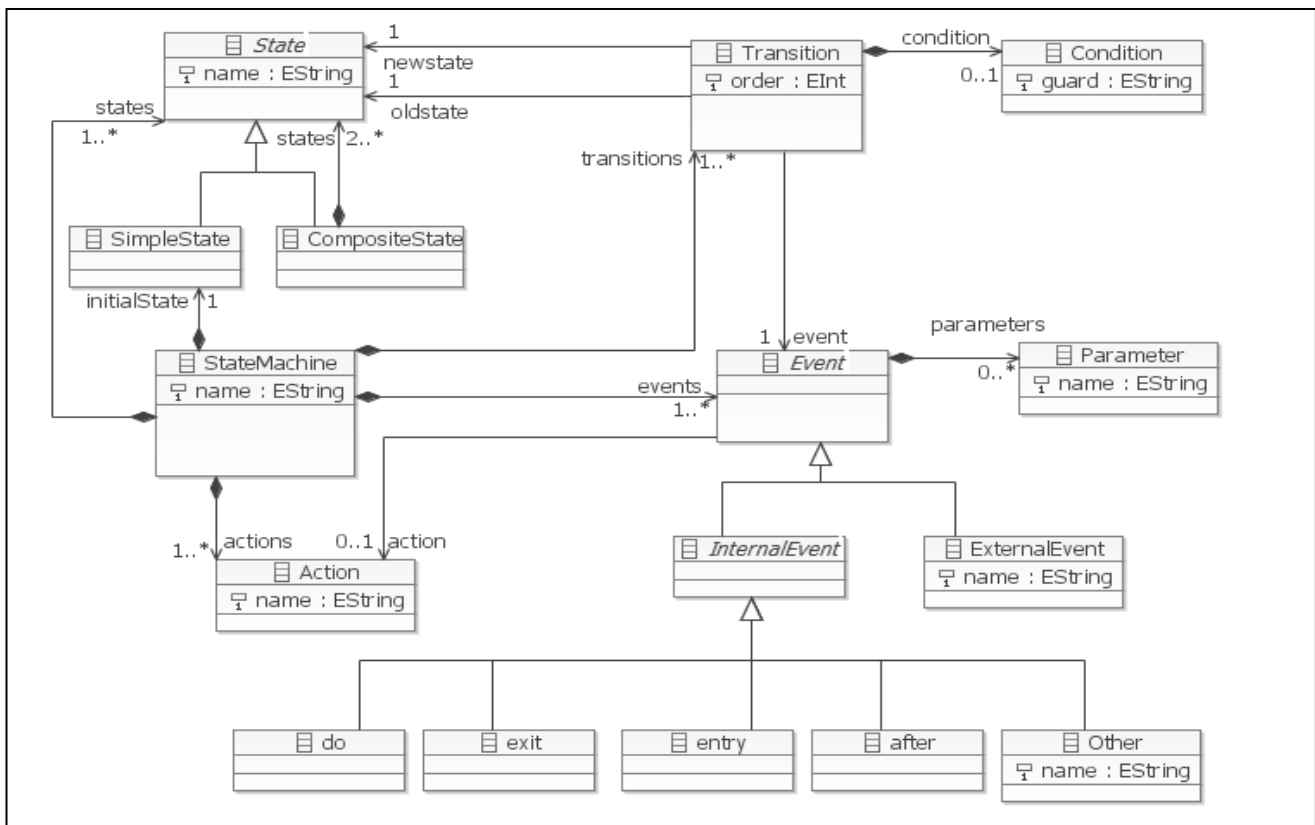 State
name : EString
1
newstate
1
oldstate
Transition
order : EInt
condition
0..1
Condition
guard : EString
states
1..*
states 2..*
transitions 1..*
SimpleState
CompositeState
initialState 1
StateMachine
name : EString
1 event
events
1..*
Event
parameters
0..*
Parameter
name : EString
1..* actions
0..1 action
Action
name : EString
InternalEvent
ExternalEvent
name : EString
do
exit
entry
after
Other
name : EString